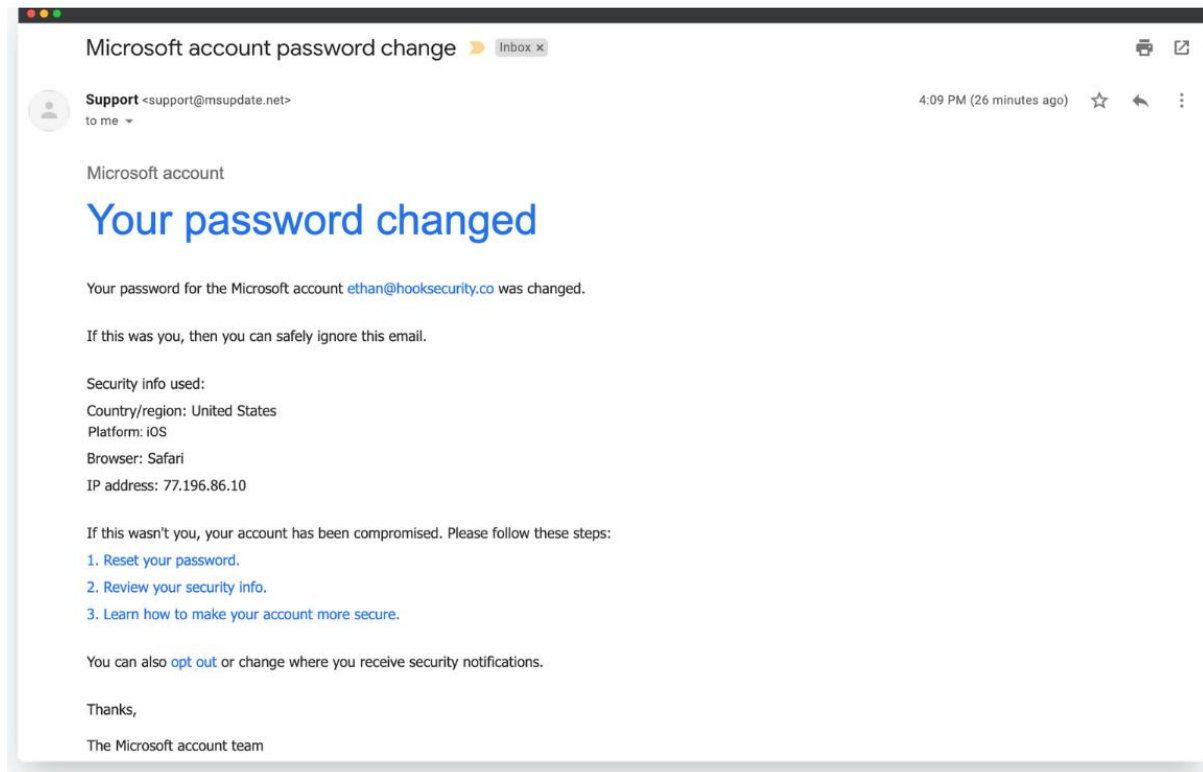 Microsoft account password change Inbox x
Support <support@msupdate.net> 4:09 PM (26 minutes ago)
to me
Microsoft account
Your password changed
Your password for the Microsoft account ethan@hooksecurity.co was changed.
If this was you, then you can safely ignore this email.
Security info used:
Country/region: United States
Platform: iOS
Browser: Safari
IP address: 77.196.86.10
If this wasn't you, your account has been compromised. Please follow these steps:
1. Reset your password.
2. Review your security info.
3. Learn how to make your account more secure.
You can also opt out or change where you receive security notifications.
Thanks,
The Microsoft account team